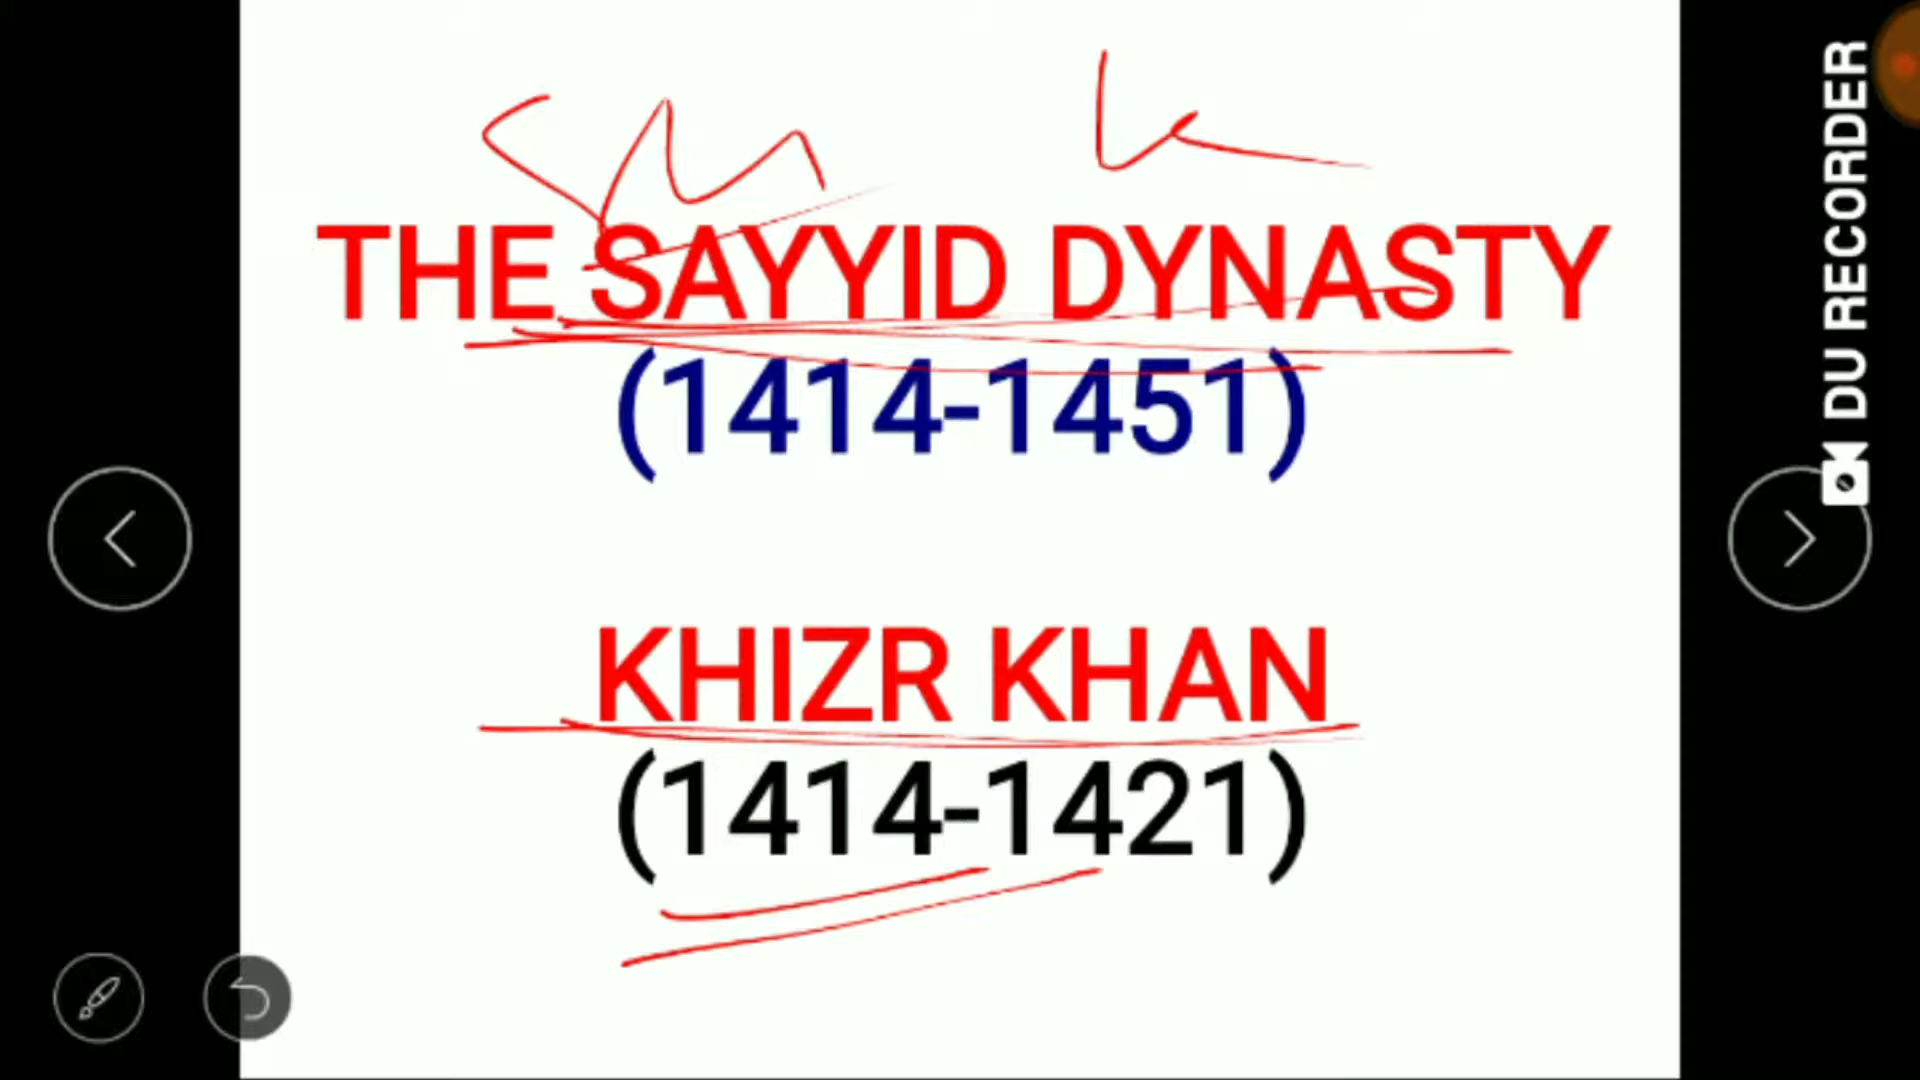 THE SAYYID DYNASTY
(1414-1451)
KHIZR KHAN
(1414-1421)
DU RECORDER